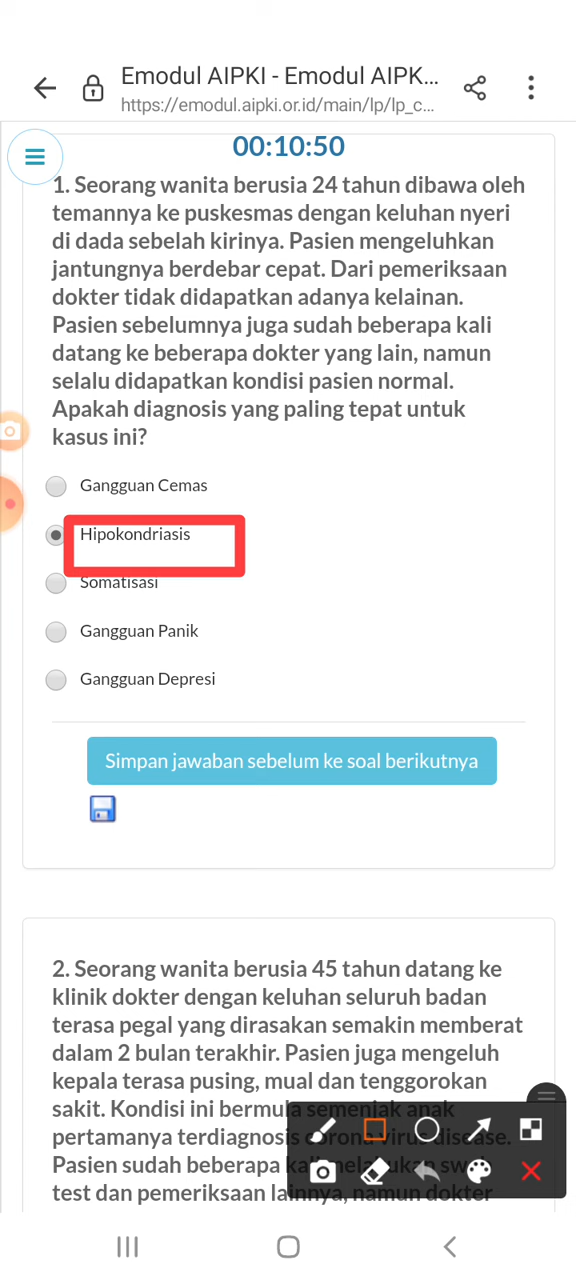 Emodul AIPKI - Emodul AIPK...
https://emodul.aipki.or.id/main/lp/lp_c...
00:10:50
1. Seorang wanita berusia 24 tahun dibawa oleh
temannya ke puskesmas dengan keluhan nyeri
di dada sebelah kirinya. Pasien mengeluhkan
jantungnya berdebar cepat. Dari pemeriksaan
dokter tidak didapatkan adanya kelainan.
Pasien sebelumnya juga sudah beberapa kali
datang ke beberapa dokter yang lain, namun
selalu didapatkan kondisi pasien normal.
Apakah diagnosis yang paling tepat untuk
kasus ini?
Gangguan Cemas
Hipokondriasis
Somatisasi
Gangguan Panik
Gangguan Depresi
Simpan jawaban sebelum ke soal berikutnya
2. Seorang wanita berusia 45 tahun datang ke
klinik dokter dengan keluhan seluruh badan
terasa pegal yang dirasakan semakin memberat
dalam 2 bulan terakhir. Pasien juga mengeluh
kepala terasa pusing, mual dan tenggorokan
sakit. Kondisi ini bermula semenjak anak
pertamanya terdiagnosis corona virus disease.
Pasien sudah beberapa kali melakukan swab
test dan pemeriksaan lainnya, namun dokter